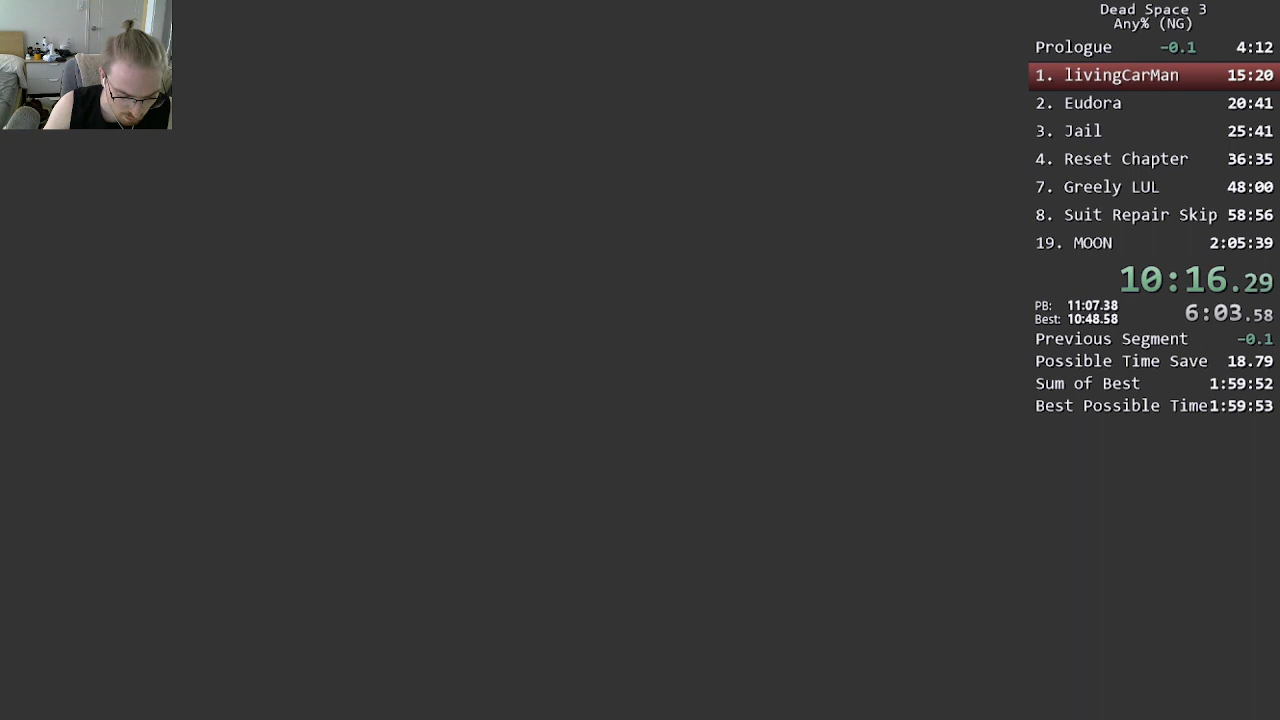 Dead Space 3
Any% (NG)
Prologue -0.1 4:12
1. livingCarMan 15:20
2. Eudora 20:41
3. Jail 25:41
4. Reset Chapter 36:35
7. Greely LUL 48:00
8. Suit Repair Skip 58:56
19. MOON 2:05:39
10:16.29
PB: 11:07.38
Best: 10:48.58
6:03.58
Previous Segment -0.1
Possible Time Save 18.79
Sum of Best 1:59:52
Best Possible Time 1:59:53